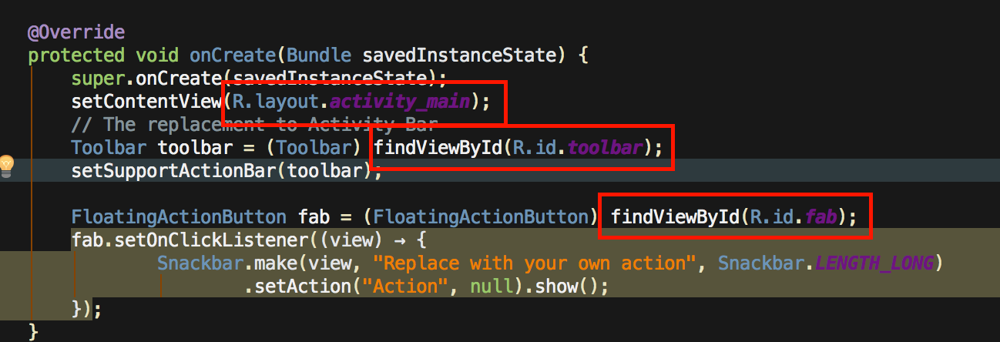 @Override
protected void onCreate(Bundle savedInstanceState) {
super.onCreate(savedInstanceState);
setContentView(R.layout.activity_main);
// The replacement to Activity Bar
Toolbar toolbar = (Toolbar) findViewById(R.id.toolbar);
setSupportActionBar(toolbar);
FloatingActionButton fab = (FloatingActionButton) findViewById(R.id.fab);
fab.setOnClickListener((view) → {
Snackbar.make(view, "Replace with your own action", Snackbar.LENGTH_LONG)
.setAction("Action", null).show();
});
}